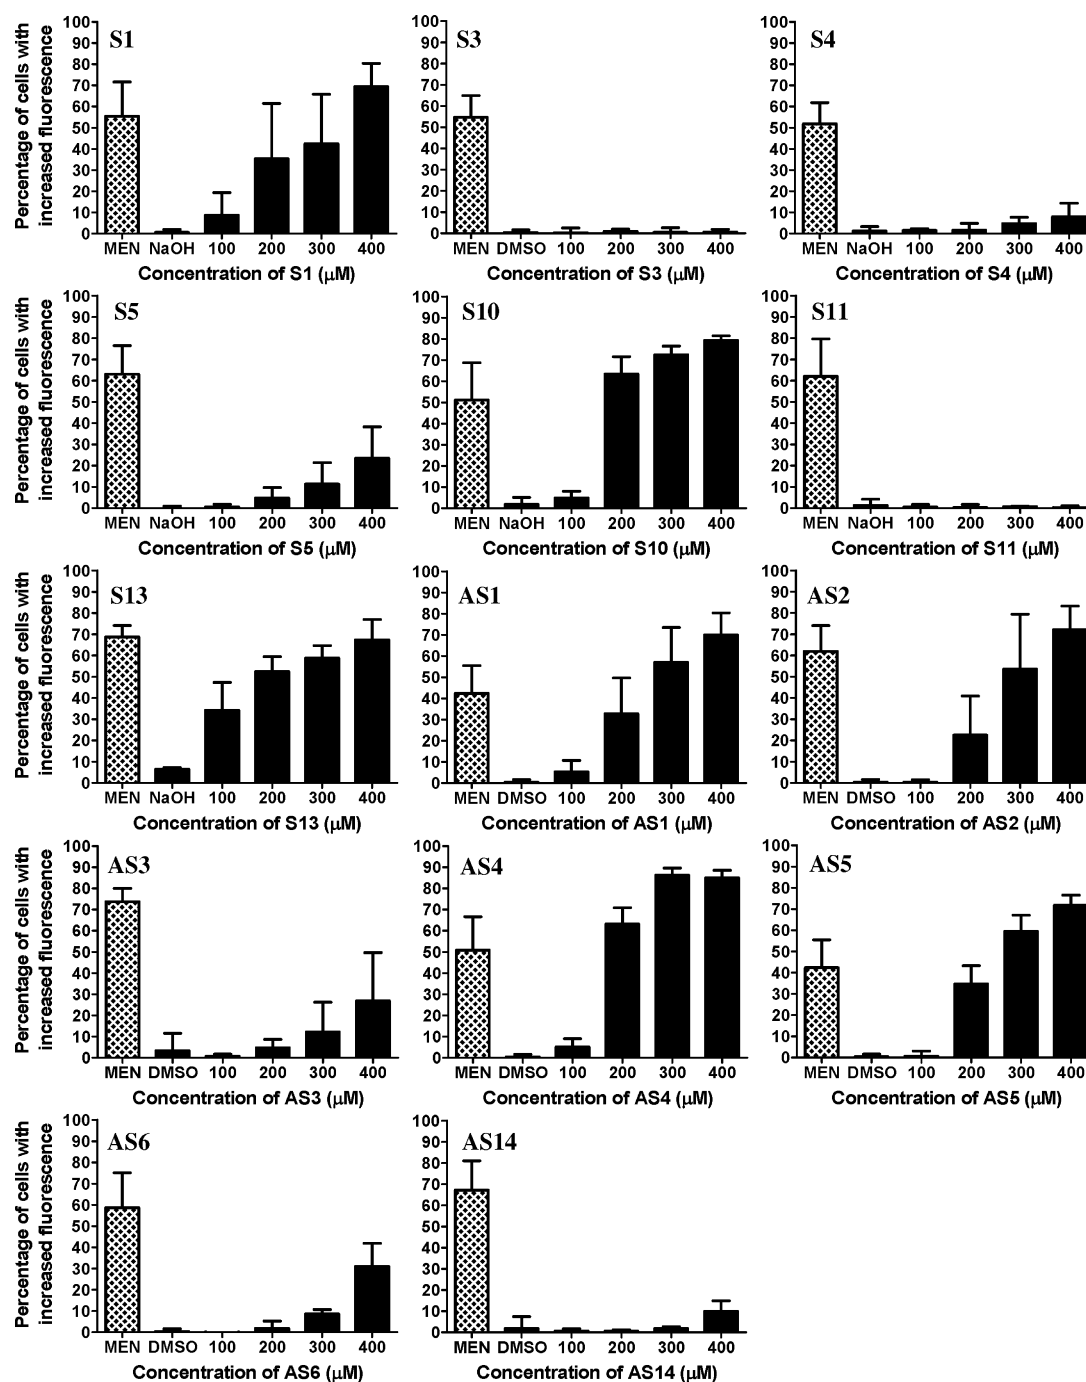 Percentage of cells with
increased fluorescence
100
90
80
70
60
50
40
30
20
10
0
S1
MEN NaOH 100 200 300 400
Concentration of S1 (μM)
100
90
80
70
60
50
40
30
20
10
0
S3
MEN DMSO 100 200 300 400
Concentration of S3 (μM)
100
90
80
70
60
50
40
30
20
10
0
S4
MEN NaOH 100 200 300 400
Concentration of S4 (μM)
Percentage of cells with
increased fluorescence
100
90
80
70
60
50
40
30
20
10
0
S5
MEN NaOH 100 200 300 400
Concentration of S5 (μM)
100
90
80
70
60
50
40
30
20
10
0
S10
MEN NaOH 100 200 300 400
Concentration of S10 (μM)
100
90
80
70
60
50
40
30
20
10
0
S11
MEN NaOH 100 200 300 400
Concentration of S11 (μM)
Percentage of cells with
increased fluorescence
100
90
80
70
60
50
40
30
20
10
0
S13
MEN NaOH 100 200 300 400
Concentration of S13 (μM)
100
90
80
70
60
50
40
30
20
10
0
AS1
MEN DMSO 100 200 300 400
Concentration of AS1 (μM)
100
90
80
70
60
50
40
30
20
10
0
AS2
MEN DMSO 100 200 300 400
Concentration of AS2 (μM)
Percentage of cells with
increased fluorescence
100
90
80
70
60
50
40
30
20
10
0
AS3
MEN DMSO 100 200 300 400
Concentration of AS3 (μM)
100
90
80
70
60
50
40
30
20
10
0
AS4
MEN DMSO 100 200 300 400
Concentration of AS4 (μM)
100
90
80
70
60
50
40
30
20
10
0
AS5
MEN DMSO 100 200 300 400
Concentration of AS5 (μM)
Percentage of cells with
increased fluorescence
100
90
80
70
60
50
40
30
20
10
0
AS6
MEN DMSO 100 200 300 400
Concentration of AS6 (μM)
100
90
80
70
60
50
40
30
20
10
0
AS14
MEN DMSO 100 200 300 400
Concentration of AS14 (μM)